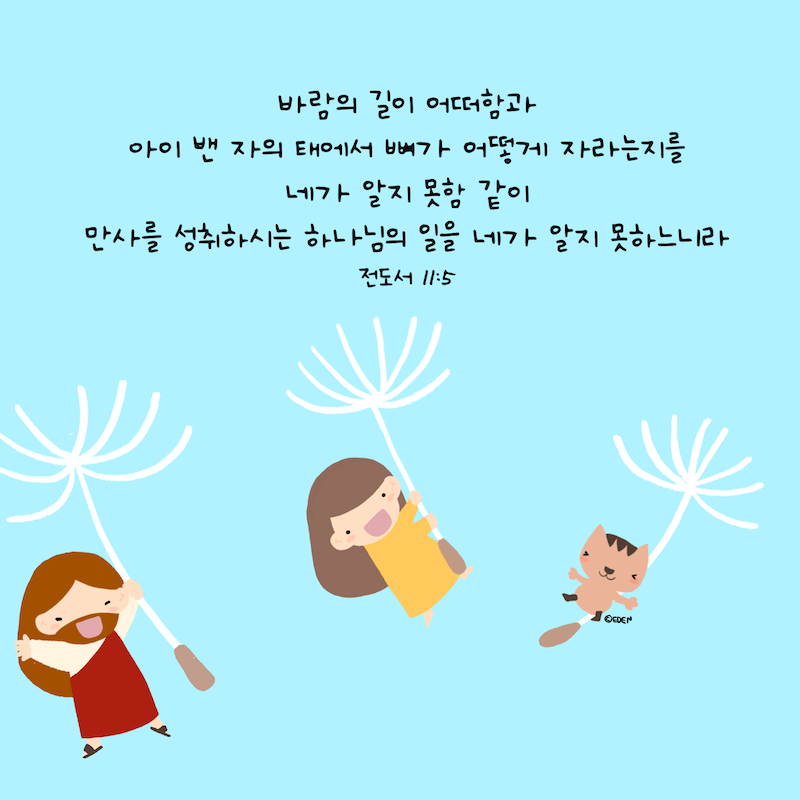 바람의 길이 어떠함과
아이 밴 자의 태에서 뼈가 어떻게 자라는지를
네가 알지 못함 같이
만사를 성취하시는 하나님의 일을 네가 알지 못하느니라
전도서 11:5
©EDEN